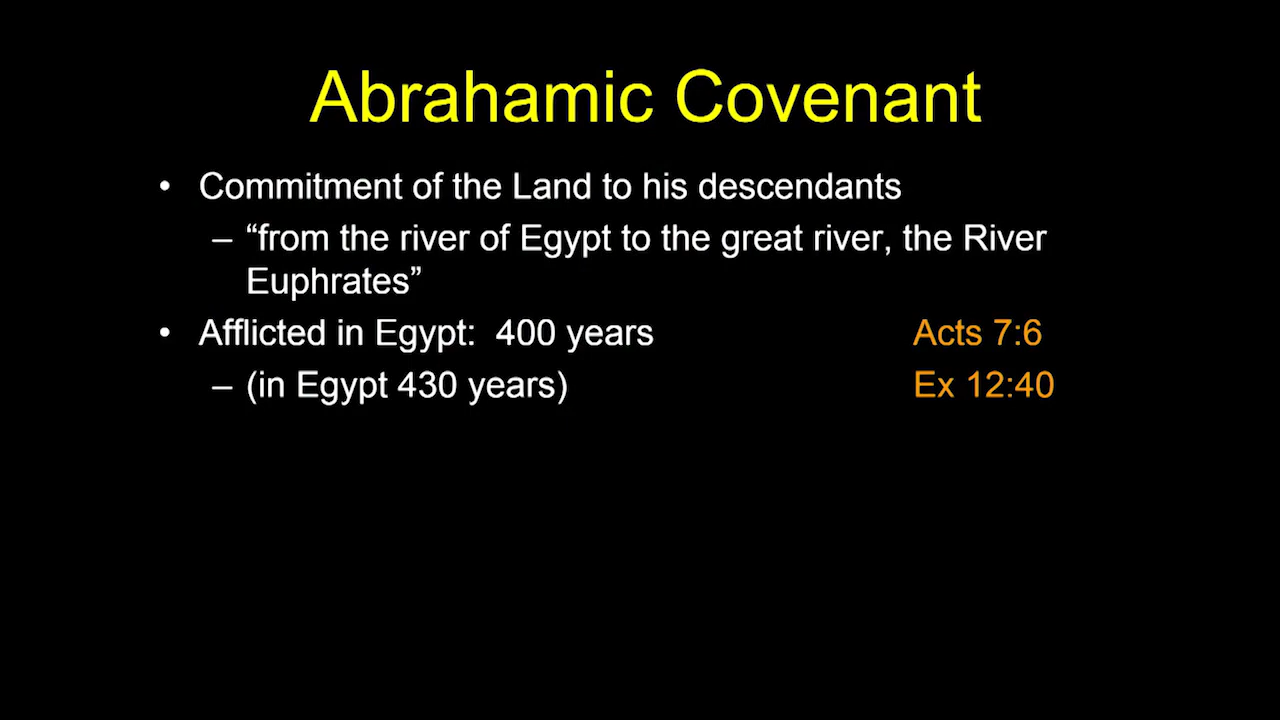 Abrahamic Covenant
• Commitment of the Land to his descendants
– “from the river of Egypt to the great river, the River
Euphrates”
• Afflicted in Egypt:  400 years Acts 7:6
– (in Egypt 430 years) Ex 12:40